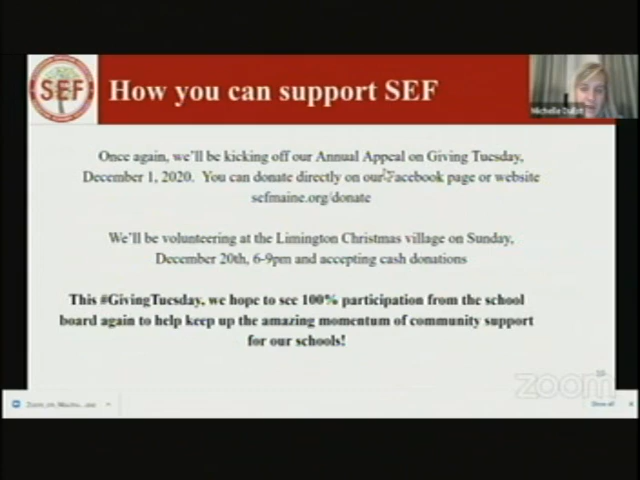 SEF
How you can support SEF
Once again, we'll be kicking off our Annual Appeal on Giving Tuesday,
December 1, 2020. You can donate directly on our Facebook page or website
sefmaine.org/donate
We'll be volunteering at the Limington Christmas village on Sunday,
December 20th, 6-9pm and accepting cash donations
This #GivingTuesday, we hope to see 100% participation from the school
board again to help keep up the amazing momentum of community support
for our schools!
zoom
Show all